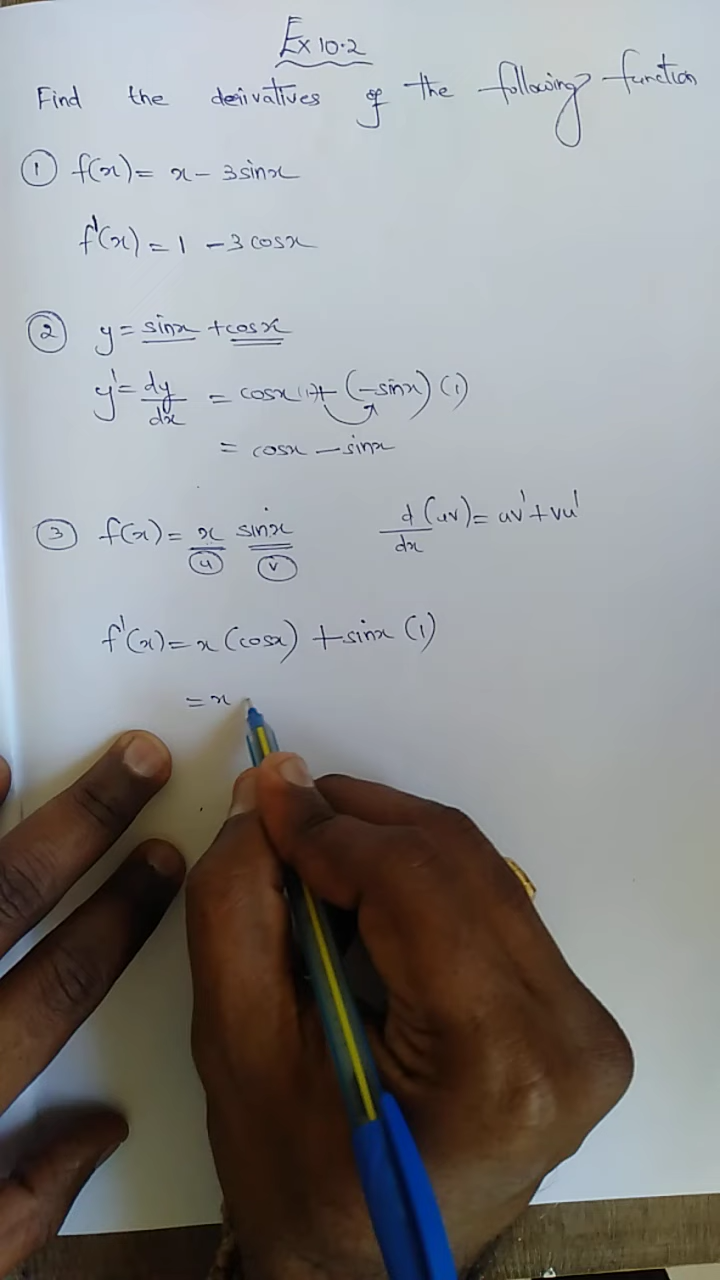 Ex 10.2
Find the derivatives of the following function
① f(x) = x - 3sinx
f'(x) = 1 - 3cosx
② y = sinx + cosx
y' = dy/dx = cosx (1) + (-sinx) (1)
= cosx - sinx
③ f(x) = x sinx d/dx (uv) = uv' + vu'
u v
f'(x) = x (cosx) + sinx (1)
= x